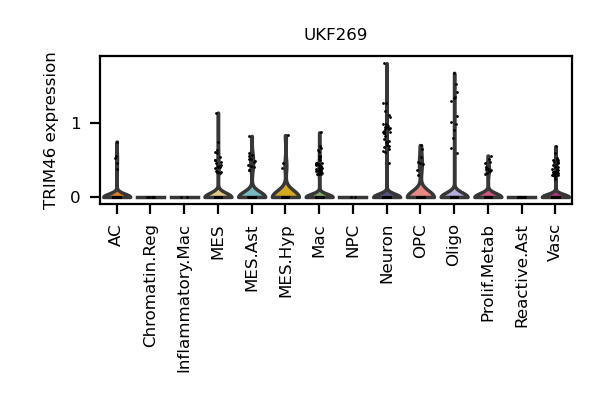 UKF269
TRIM46 expression
1
0
AC
Chromatin.Reg
Inflammatory.Mac
MES
MES.Ast
MES.Hyp
Mac
NPC
Neuron
OPC
Oligo
Prolif.Metab
Reactive.Ast
Vasc